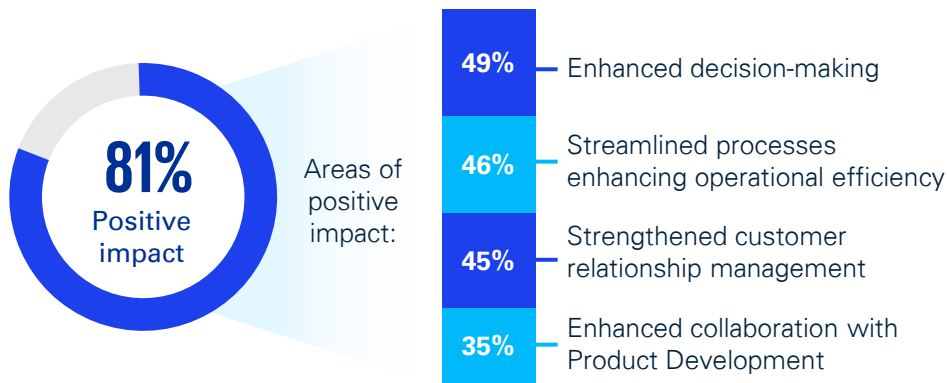 81%
Positive
impact
Areas of
positive
impact:
49%
Enhanced decision-making
46%
Streamlined processes
enhancing operational efficiency
45%
Strengthened customer
relationship management
35%
Enhanced collaboration with
Product Development